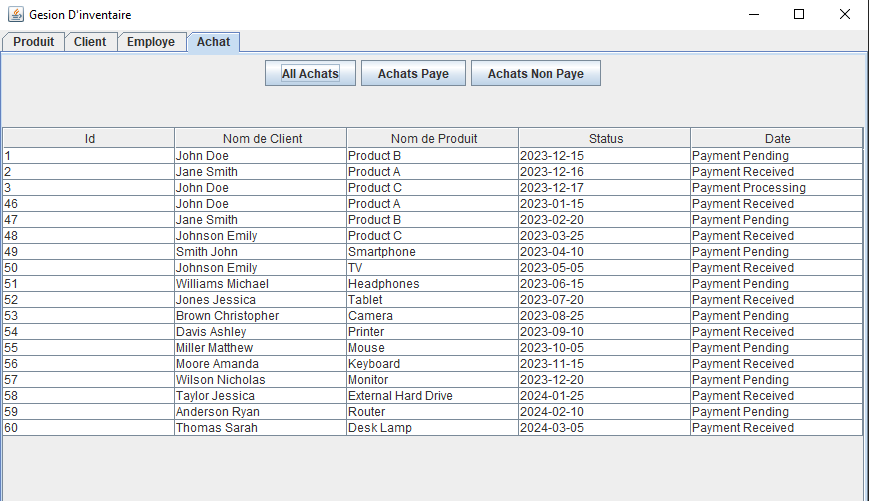 Gesion D'inventaire
Produit Client Employe Achat
All Achats Achats Paye Achats Non Paye
Id Nom de Client Nom de Produit Status Date
1 John Doe Product B 2023-12-15 Payment Pending
2 Jane Smith Product A 2023-12-16 Payment Received
3 John Doe Product C 2023-12-17 Payment Processing
46 John Doe Product A 2023-01-15 Payment Received
47 Jane Smith Product B 2023-02-20 Payment Pending
48 Johnson Emily Product C 2023-03-25 Payment Received
49 Smith John Smartphone 2023-04-10 Payment Pending
50 Johnson Emily TV 2023-05-05 Payment Received
51 Williams Michael Headphones 2023-06-15 Payment Pending
52 Jones Jessica Tablet 2023-07-20 Payment Received
53 Brown Christopher Camera 2023-08-25 Payment Pending
54 Davis Ashley Printer 2023-09-10 Payment Received
55 Miller Matthew Mouse 2023-10-05 Payment Pending
56 Moore Amanda Keyboard 2023-11-15 Payment Received
57 Wilson Nicholas Monitor 2023-12-20 Payment Pending
58 Taylor Jessica External Hard Drive 2024-01-25 Payment Received
59 Anderson Ryan Router 2024-02-10 Payment Pending
60 Thomas Sarah Desk Lamp 2024-03-05 Payment Received